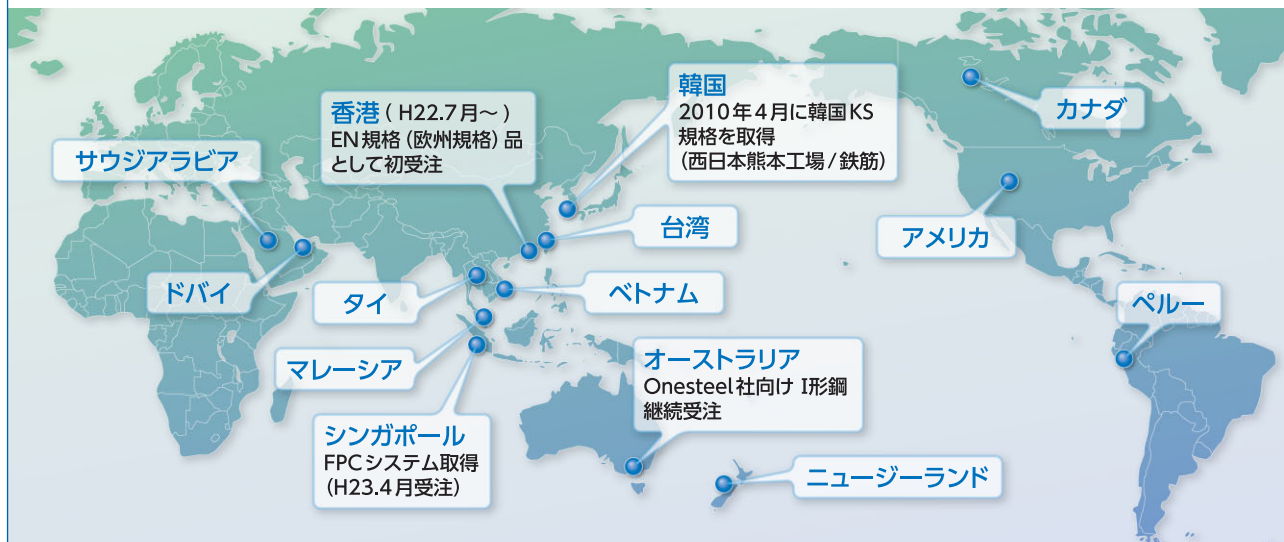 サウジアラビア
ドバイ
香港 ( H22.7月～ )
EN規格 (欧州規格) 品
として初受注
韓国
2010年4月に韓国KS
規格を取得
(西日本熊本工場/鉄筋)
台湾
タイ
ベトナム
マレーシア
シンガポール
FPCシステム取得
(H23.4月受注)
オーストラリア
Onesteel社向け I形鋼
継続受注
ニュージーランド
カナダ
アメリカ
ペルー